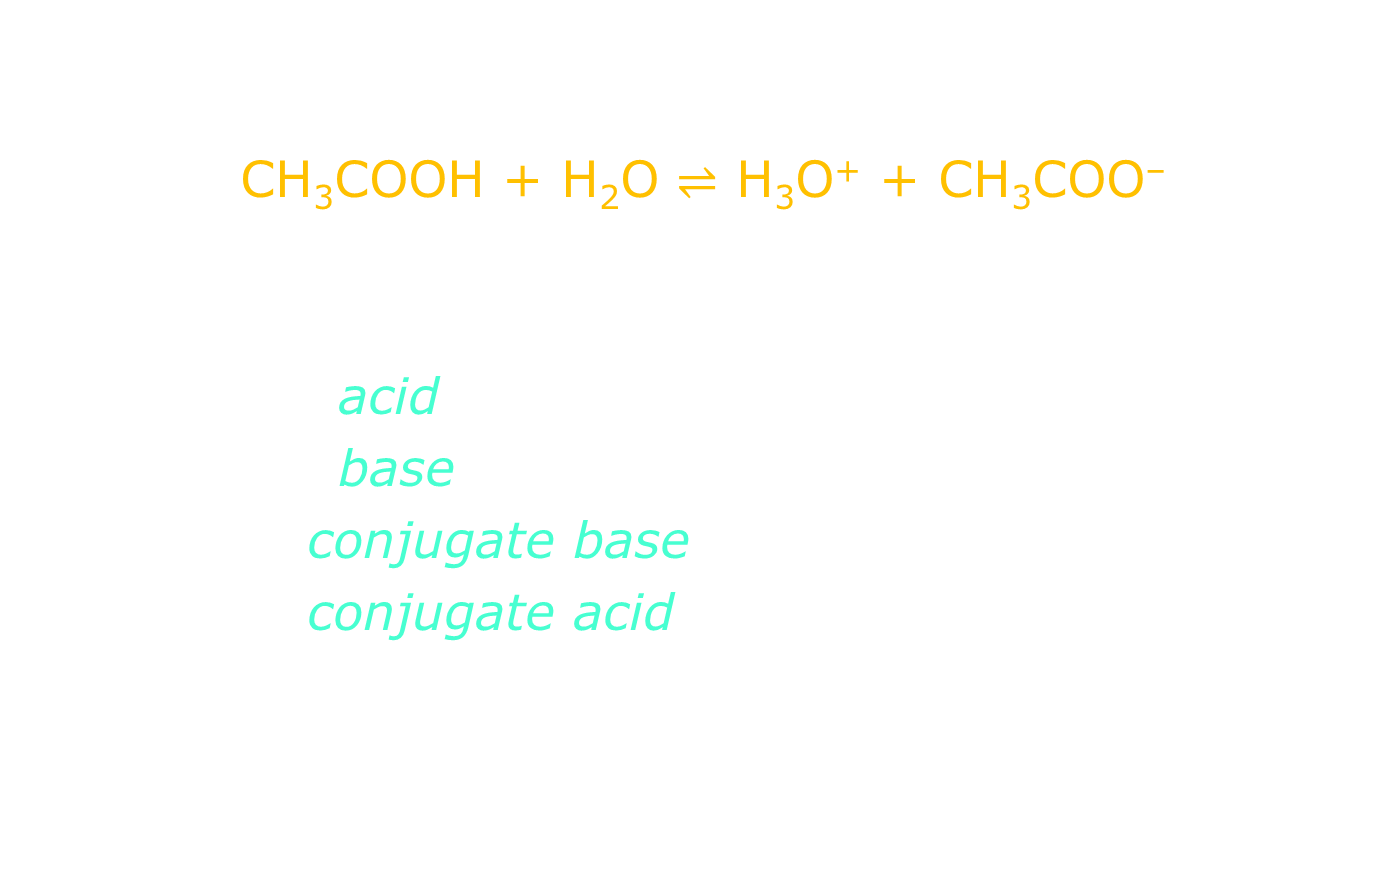 CH₃COOH + H₂O ⇌ H₃O⁺ + CH₃COO⁻
acid
base
conjugate base
conjugate acid